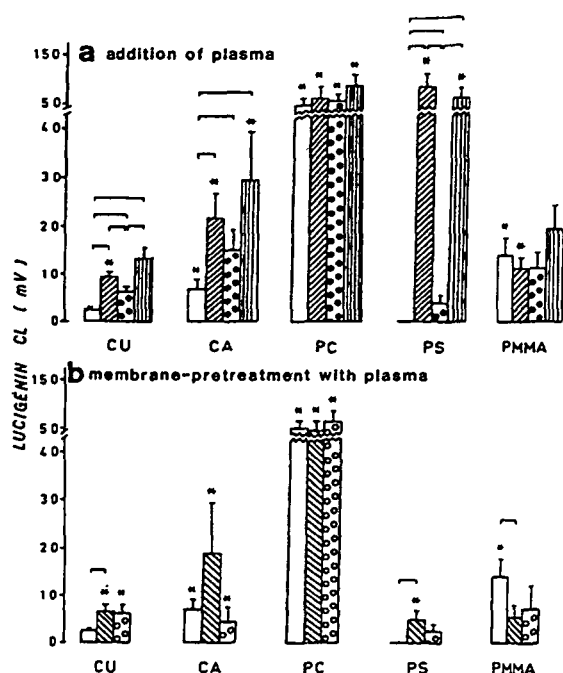 a addition of plasma
150
50
40
30
20
10
0
CU CA PC PS PMMA
LUCIGENIN CL ( mV )
b membrane-pretreatment with plasma
150
50
40
30
20
10
0
CU CA PC PS PMMA